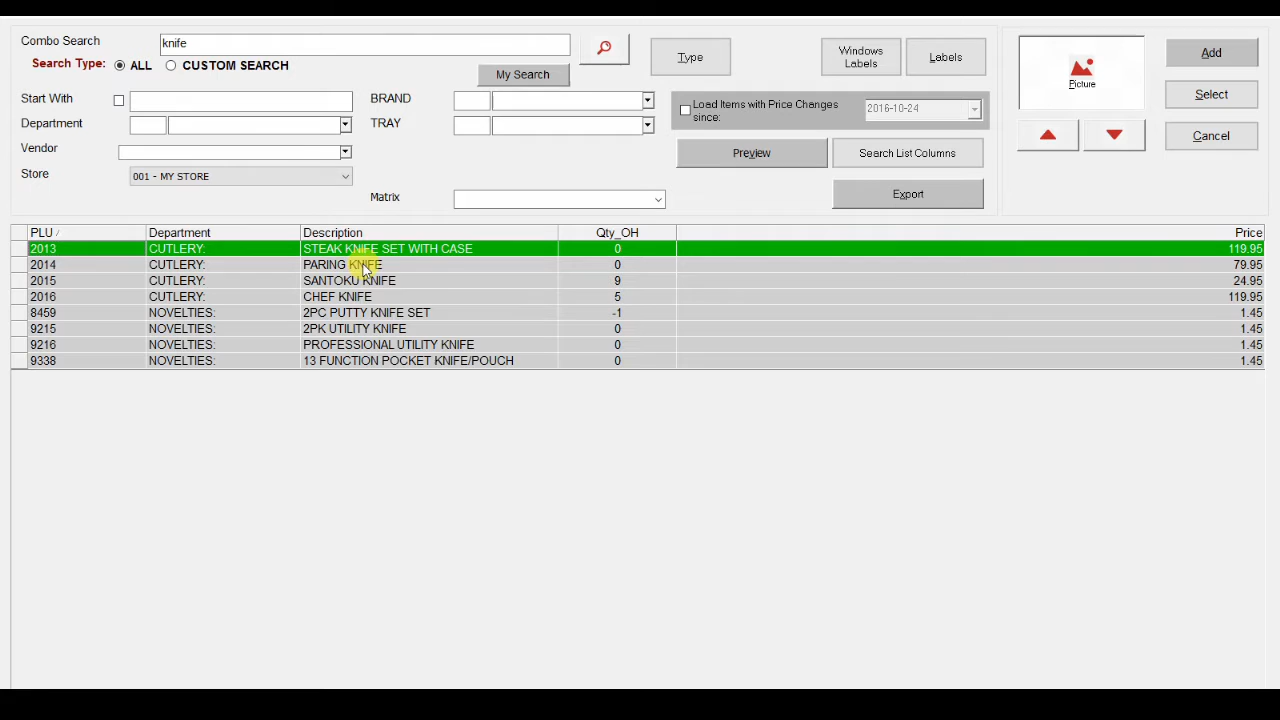 Combo Search knife
Search Type: ALL CUSTOM SEARCH
My Search
Type
Windows Labels
Labels
Picture
Add
Select
Cancel
Start With
BRAND
Department
TRAY
Vendor
Store 001 - MY STORE
Matrix
Load Items with Price Changes since: 2016-10-24
Preview
Search List Columns
Export
PLU / Department Description Qty_OH Price
2013 CUTLERY: STEAK KNIFE SET WITH CASE 0 119.95
2014 CUTLERY: PARING KNIFE 0 79.95
2015 CUTLERY: SANTOKU KNIFE 9 24.95
2016 CUTLERY: CHEF KNIFE 5 119.95
8459 NOVELTIES: 2PC PUTTY KNIFE SET -1 1.45
9215 NOVELTIES: 2PK UTILITY KNIFE 0 1.45
9216 NOVELTIES: PROFESSIONAL UTILITY KNIFE 0 1.45
9338 NOVELTIES: 13 FUNCTION POCKET KNIFE/POUCH 0 1.45